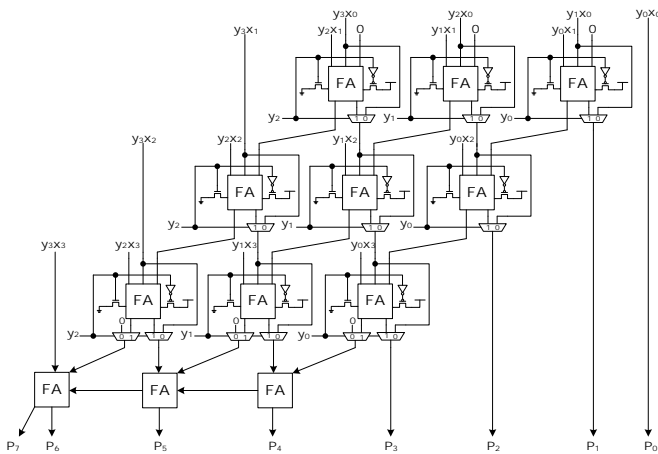 y₃x₀ y₂x₀ y₁x₀ y₀x₀
y₃x₁ y₂x₁ 0 y₁x₁ 0 y₀x₁ 0
FA FA FA
y₂ 1 0 y₁ 1 0 y₀ 1 0
y₃x₂ y₂x₂ y₁x₂ y₀x₂
FA FA FA
y₂ 1 0 y₁ 1 0 y₀ 1 0
y₃x₃ y₂x₃ y₁x₃ y₀x₃
FA FA FA
0 0 0
y₂ 0 1 1 0 y₁ 0 1 1 0 y₀ 0 1 1 0
FA FA FA
P₇ P₆ P₅ P₄ P₃ P₂ P₁ P₀